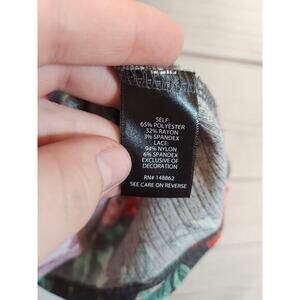 SELF:
65% POLYESTER
32% RAYON
3% SPANDEX
LACE:
94% NYLON
6% SPANDEX
EXCLUSIVE OF
DECORATION
RN# 148862
SEE CARE ON REVERSE